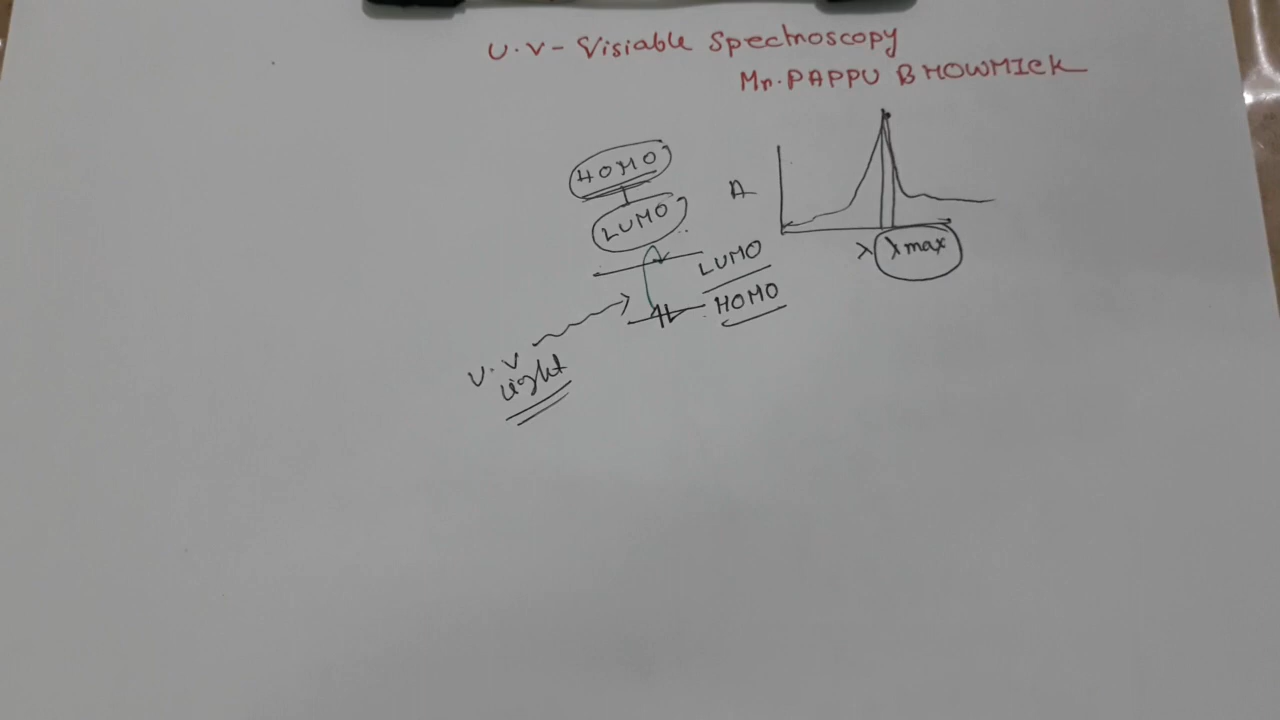 U.V - Visiable Spectroscopy
Mr. PAPPU BHOWMICK
HOMO
LUMO
A
λ
λmax
LUMO
HOMO
U.V
Light